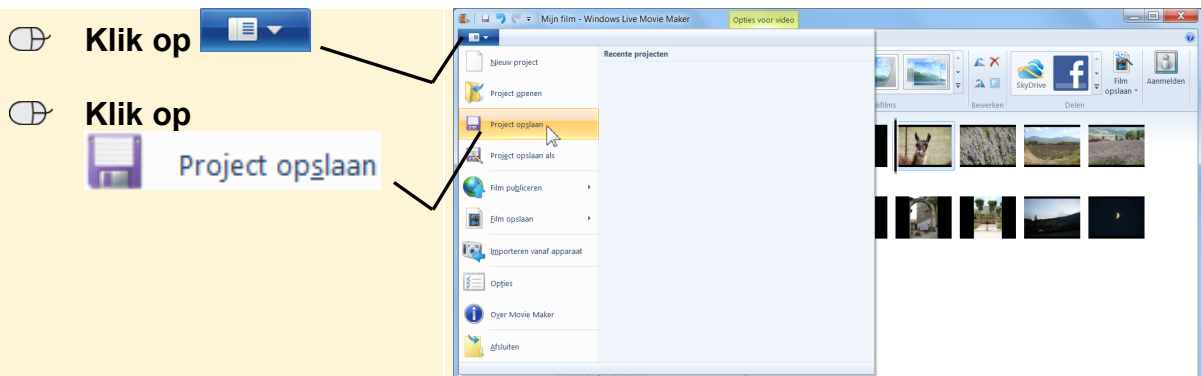 Klik op
Klik op
Project opslaan
Mijn film - Windows Live Movie Maker
Opties voor video
Nieuw project
Project openen
Project opslaan
Project opslaan als
Film publiceren
Film opslaan
Importeren vanaf apparaat
Opties
Over Movie Maker
Afsluiten
Recente projecten
Bewerken
SkyDrive
Delen
Film
opslaan
Aanmelden